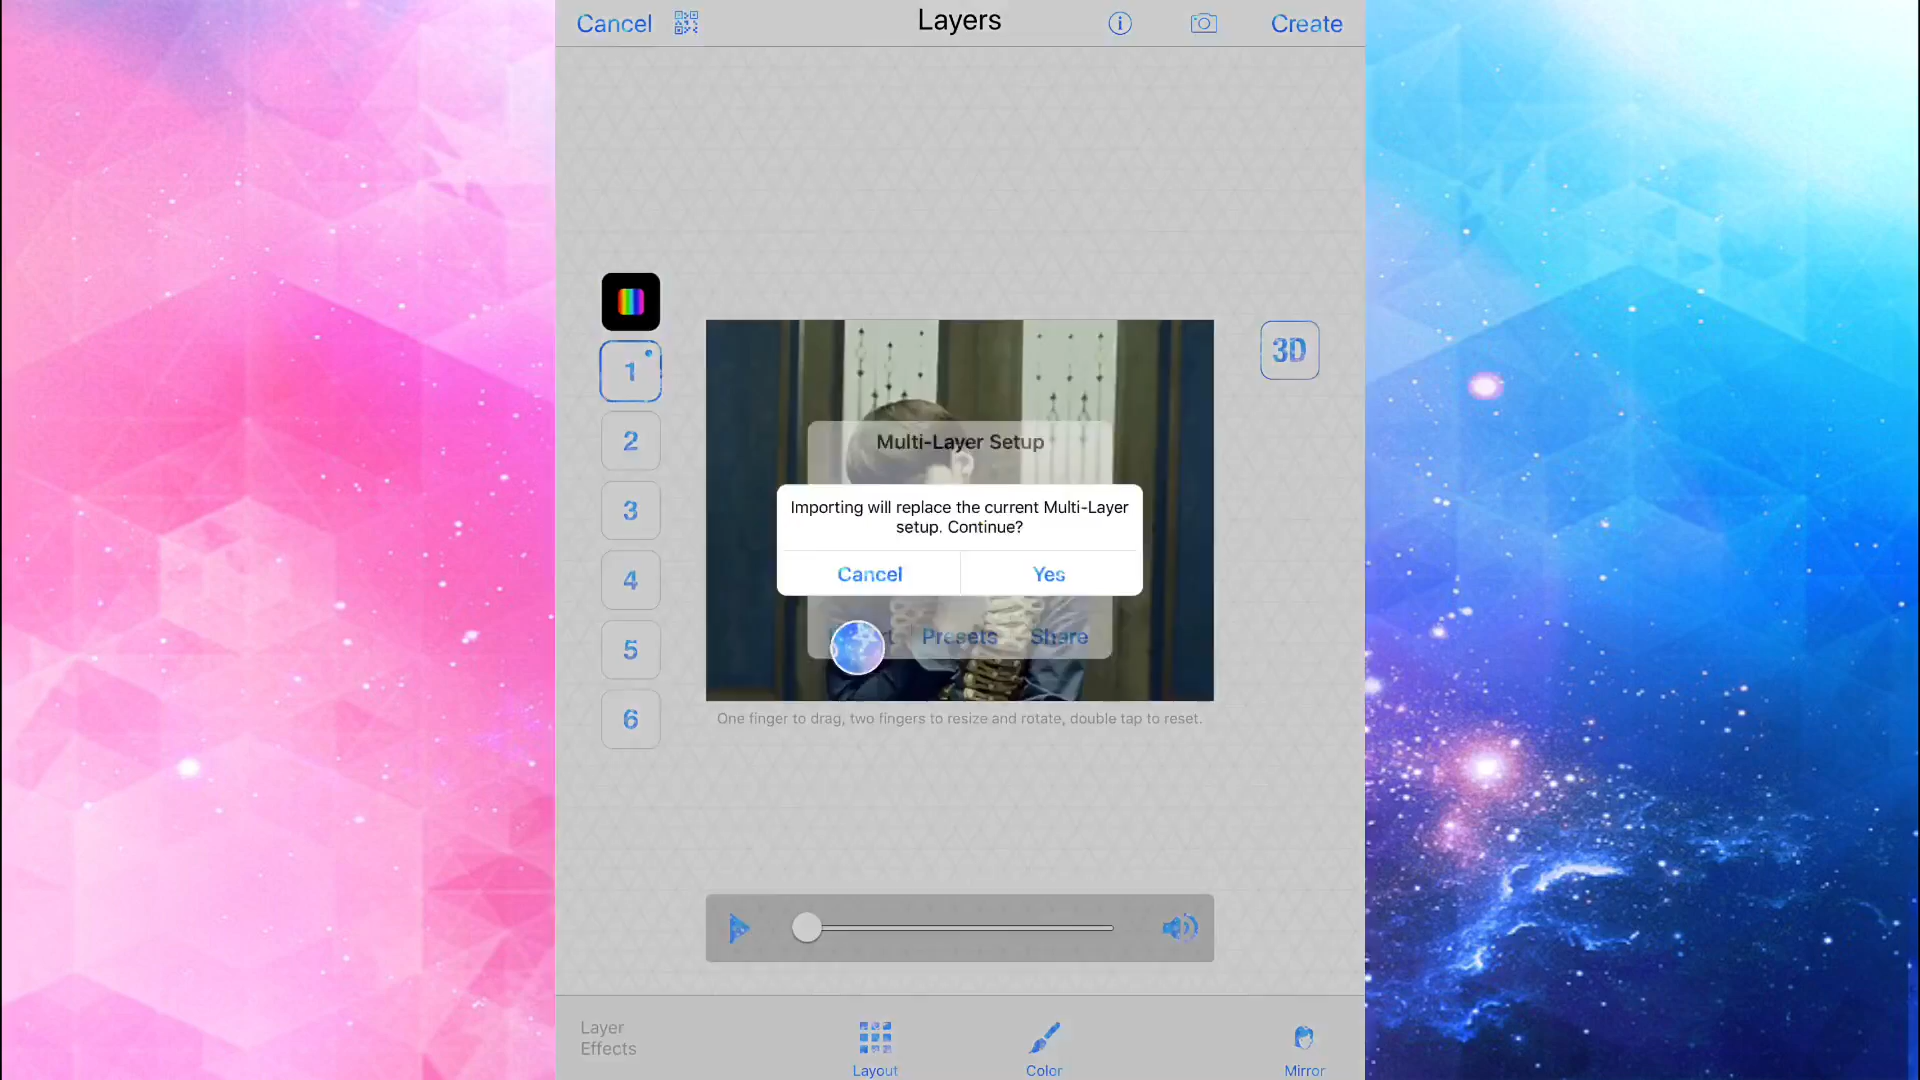 Cancel
Layers
Create
1
2
3
4
5
6
3D
Multi-Layer Setup
Importing will replace the current Multi-Layer
setup. Continue?
Cancel
Yes
Presets
Share
One finger to drag, two fingers to resize and rotate, double tap to reset.
Layer
Effects
Layout
Color
Mirror